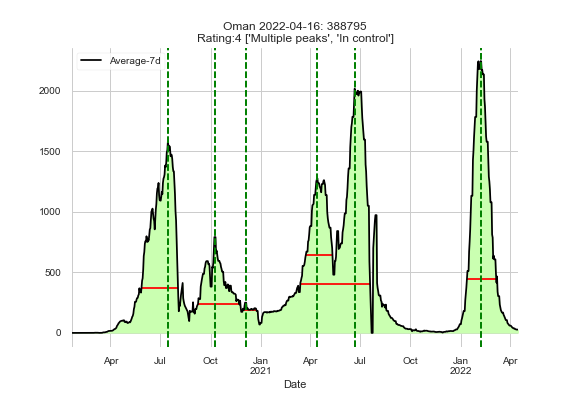 Oman 2022-04-16: 388795
Rating:4 ['Multiple peaks', 'In control']
Average-7d
2000
1500
1000
500
0
Apr Jul Oct Jan Apr Jul Oct Jan Apr
2021 2022
Date